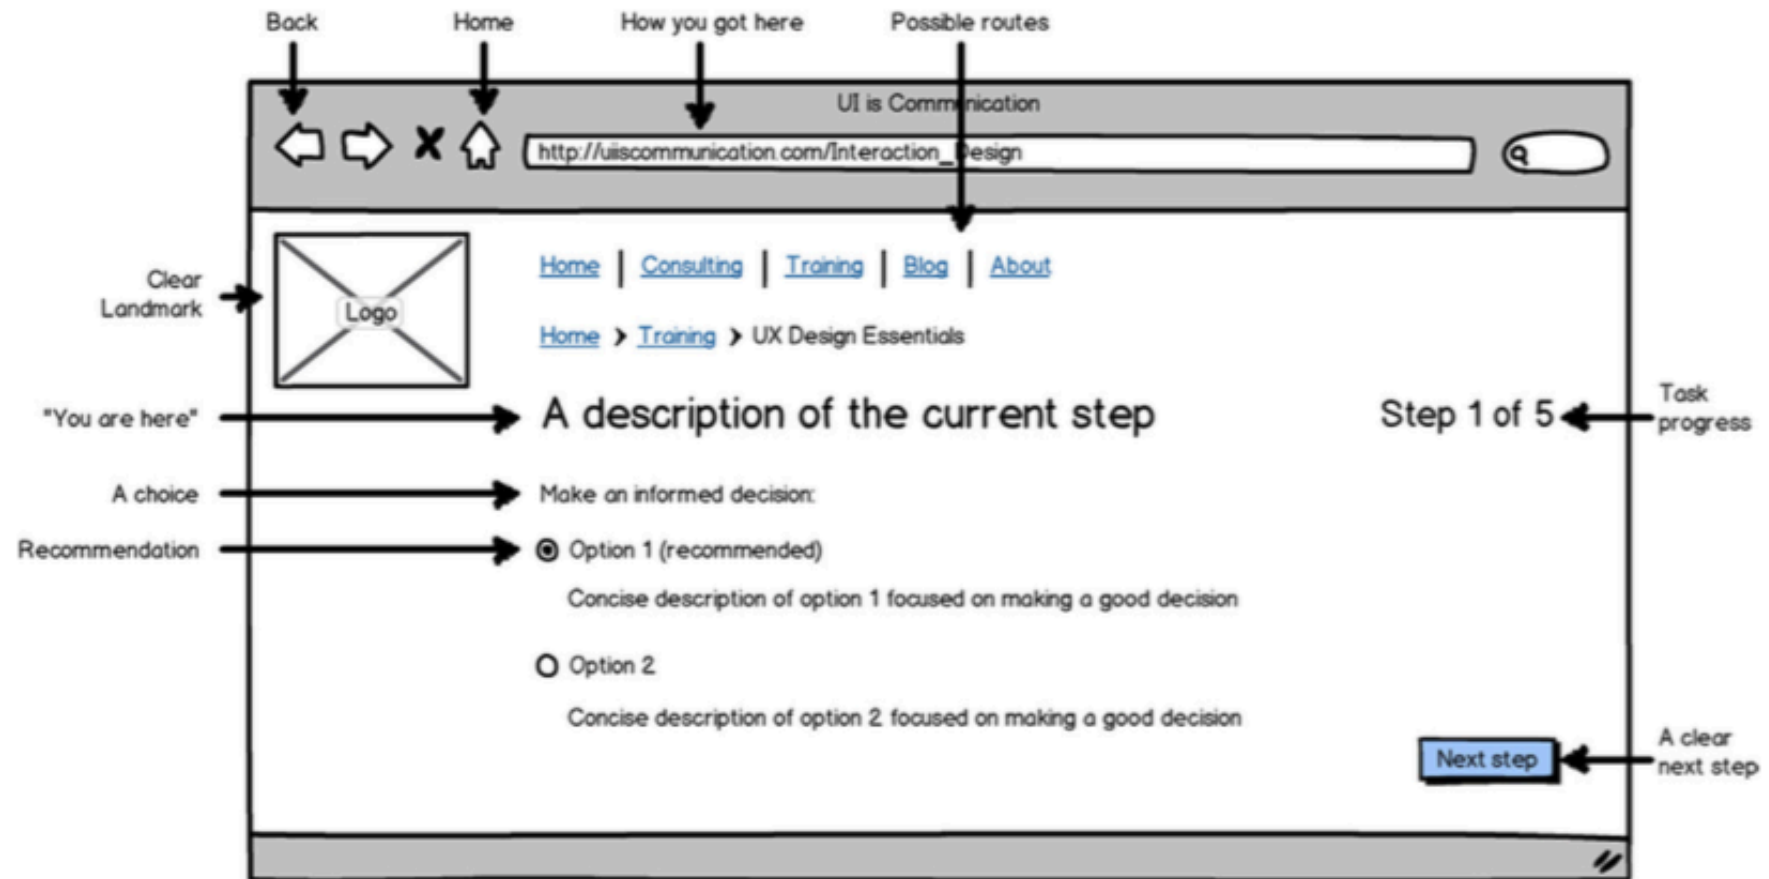 Back
Home
How you got here
Possible routes
UI is Communication
http://uiiscommunication.com/Interaction_Design
Clear
Landmark
Logo
Home | Consulting | Training | Blog | About
Home > Training > UX Design Essentials
"You are here"
A description of the current step
Step 1 of 5
Task
progress
A choice
Make an informed decision:
Recommendation
Option 1 (recommended)
Concise description of option 1 focused on making a good decision
Option 2
Concise description of option 2 focused on making a good decision
Next step
A clear
next step